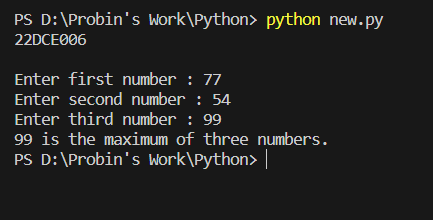 PS D:\Probin's Work\Python> python new.py
22DCE006
Enter first number : 77
Enter second number : 54
Enter third number : 99
99 is the maximum of three numbers.
PS D:\Probin's Work\Python>